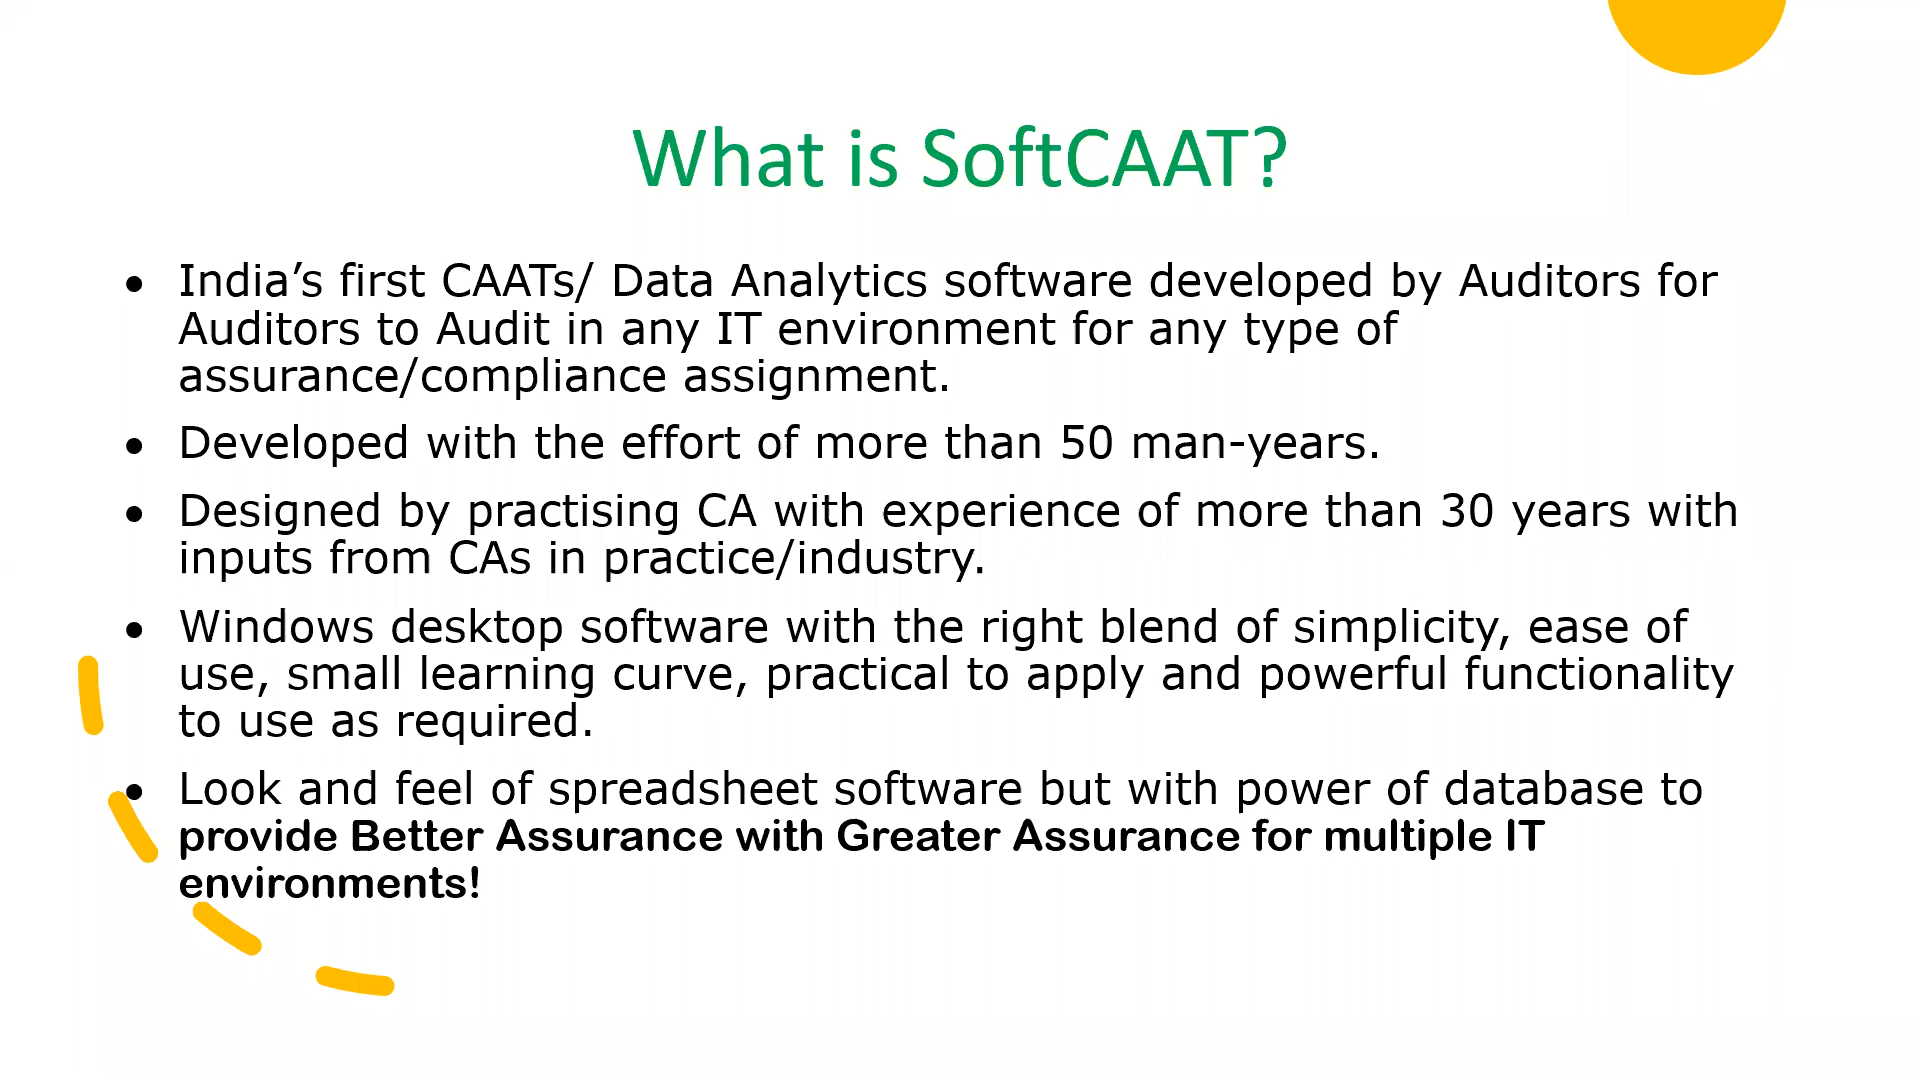 What is SoftCAAT?
• India’s first CAATs/ Data Analytics software developed by Auditors for
Auditors to Audit in any IT environment for any type of
assurance/compliance assignment.
• Developed with the effort of more than 50 man-years.
• Designed by practising CA with experience of more than 30 years with
inputs from CAs in practice/industry.
• Windows desktop software with the right blend of simplicity, ease of
use, small learning curve, practical to apply and powerful functionality
to use as required.
• Look and feel of spreadsheet software but with power of database to
provide Better Assurance with Greater Assurance for multiple IT
environments!